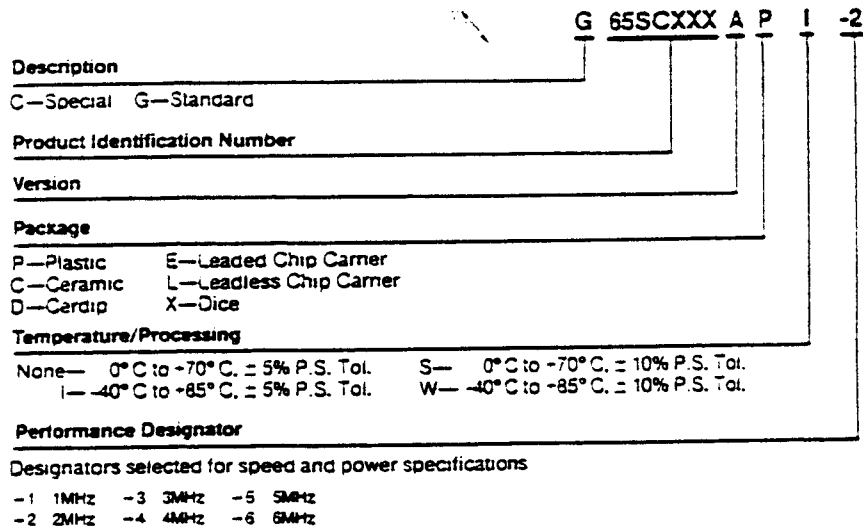 G 65SCXXX A P I -2
Description
C—Special G—Standard
Product Identification Number
Version
Package
P—Plastic E—Leaded Chip Carrier
C—Ceramic L—Leadless Chip Carrier
D—Cerdip X—Dice
Temperature/Processing
None— 0°C to +70°C, ± 5% P.S. Tol. S— 0°C to +70°C, ± 10% P.S. Tol.
I— -40°C to +85°C, ± 5% P.S. Tol. W— -40°C to +85°C, ± 10% P.S. Tol.
Performance Designator
Designators selected for speed and power specifications
-1 1MHz -3 3MHz -5 5MHz
-2 2MHz -4 4MHz -6 6MHz